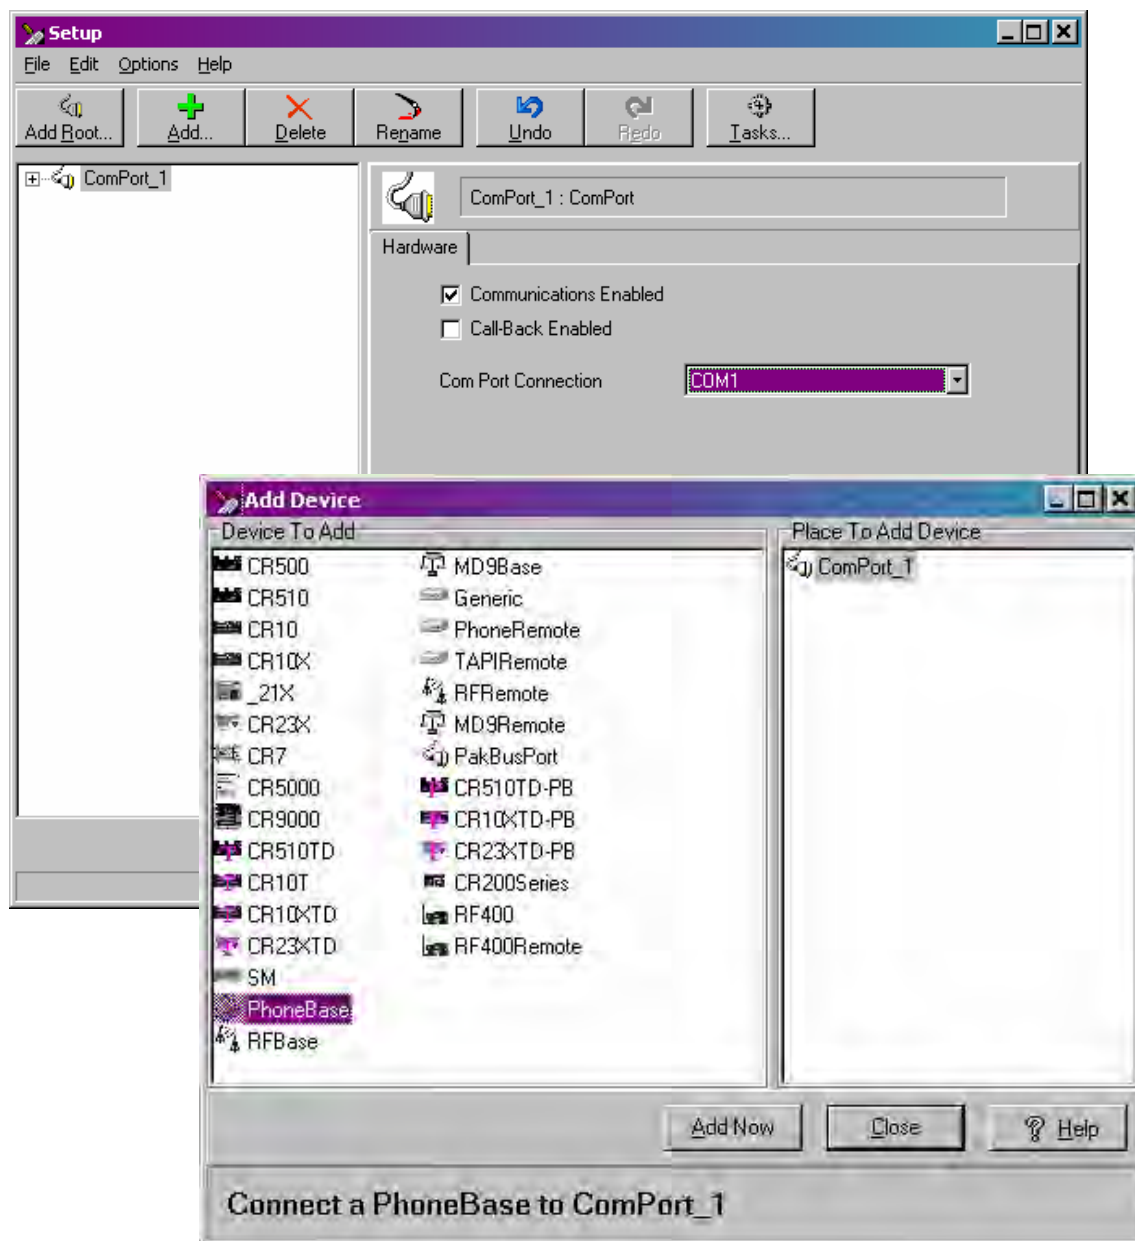 Setup
File Edit Options Help
Add Root... Add... Delete Rename Undo Redo Tasks...
ComPort_1
ComPort_1 : ComPort
Hardware
Communications Enabled
Call-Back Enabled
Com Port Connection COM1
Add Device
Device To Add
CR500
CR510
CR10
CR10X
_21X
CR23X
CR7
CR5000
CR9000
CR510TD
CR10T
CR10XTD
CR23XTD
SM
PhoneBase
RFBase
MD9Base
Generic
PhoneRemote
TAPIRemote
RFRemote
MD9Remote
PakBusPort
CR510TD-PB
CR10XTD-PB
CR23XTD-PB
CR200Series
RF400
RF400Remote
Place To Add Device
ComPort_1
Add Now Close Help
Connect a PhoneBase to ComPort_1